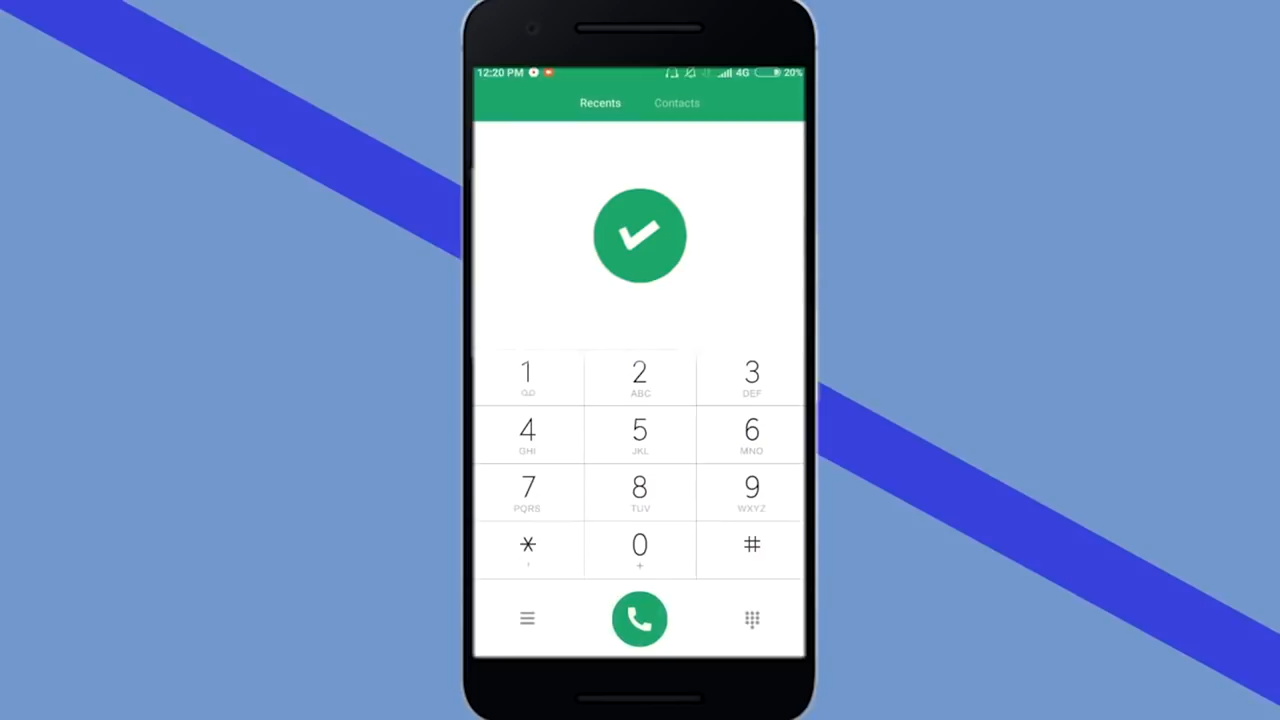 12:20 PM 4G 20%
Recents Contacts
1 2 3
ABC DEF
4 5 6
GHI JKL MNO
7 8 9
PQRS TUV WXYZ
* 0 #
, +